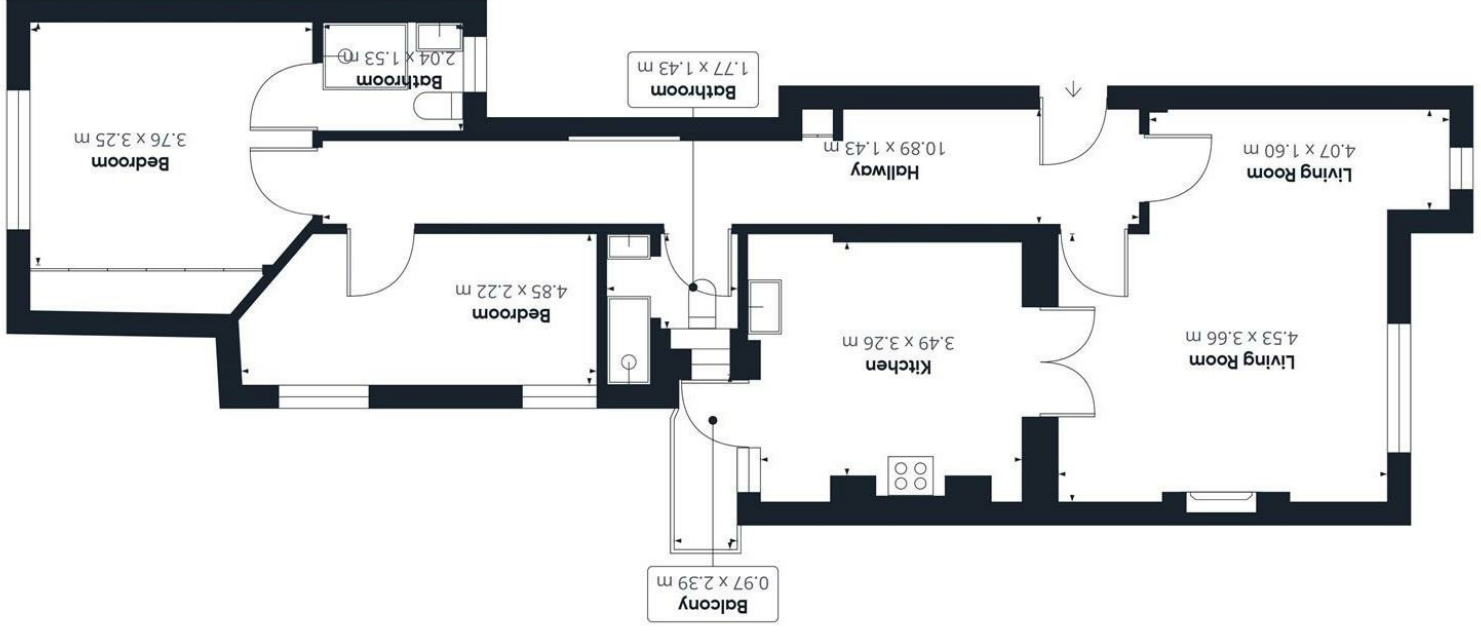 Balcony
0.97 x 2.39 m
Living Room
4.53 x 3.66 m
Kitchen
3.49 x 3.26 m
Bedroom
4.85 x 2.22 m
Living Room
4.07 x 1.60 m
Hallway
10.89 x 1.43 m
Bedroom
3.76 x 3.25 m
Bathroom
1.77 x 1.43 m
Bathroom
2.04 x 1.53 m